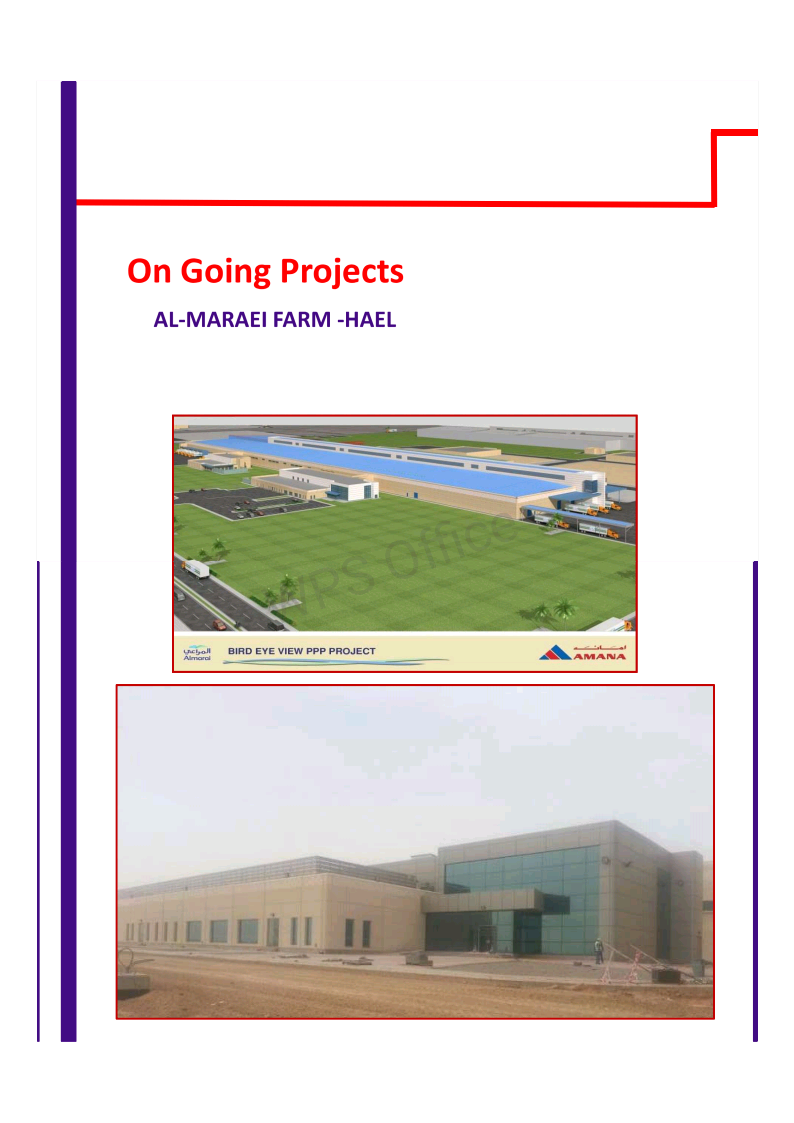 On Going Projects
AL-MARAEI FARM -HAEL
WPS Office
المراعي
Almarai
BIRD EYE VIEW PPP PROJECT
امانة
AMANA